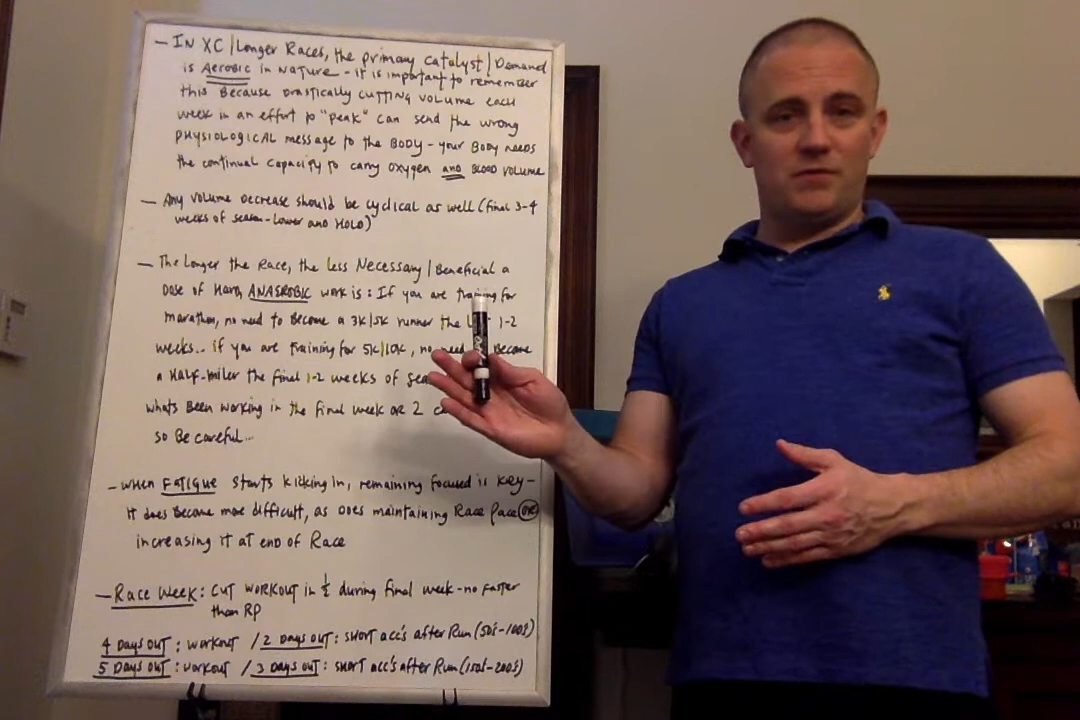 - IN XC/Longer Races, the primary catalyst/Demand
is AEROBIC in NATURE - it is important to remember
this Because DRASTICALLY CUTTING VOLUME each
week in an effort to "peak" can send the wrong
PHYSIOLOGICAL message to the BODY - your BODY NEEDS
the continual capacity to carry oxygen AND BLOOD VOLUME
- Any VOLUME DECREASE should be cyclical as well (final 3-4
weeks of season - Lower and HOLD)
- The Longer the Race, the less Necessary/Beneficial a
DOSE of Hard, ANAEROBIC work is: If you are training for
marathon, no need to Become a 3K/5K runner the 1-2
weeks... if you are training for 5K/10K, no need Become
a Half-miler the final 1-2 weeks of
whats Been working in the final week or 2
so Be careful...
- when FATIGUE starts kicking in, remaining focused is KEY -
It does Become more difficult, as does maintaining Race Pace OR
increasing it at end of Race
- Race Week: CUT WORKOUT in 1/2 during final week - no faster
than RP
4 DAYS OUT: WORKOUT / 2 DAYS OUT: SHORT ACC'S after Run (50s-100s)
5 DAYS OUT: WORKOUT / 3 DAYS OUT: SHORT ACC'S after Run (150s-200s)